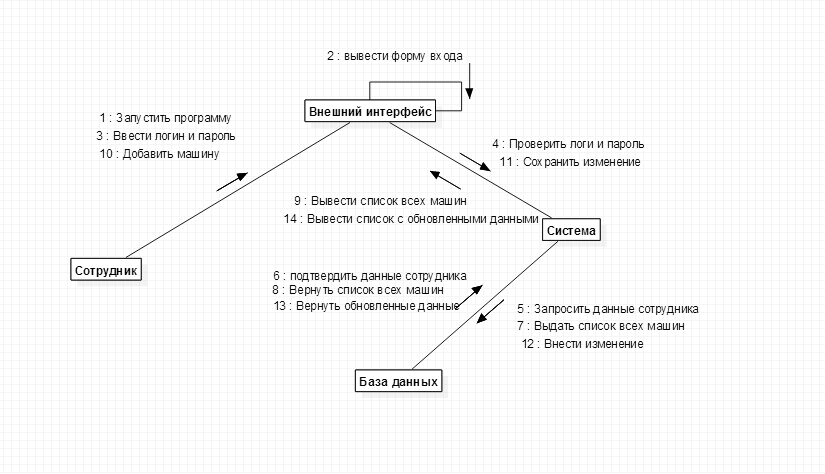 2 : вывести форму входа
Внешний интерфейс
1 : Запустить программу
3 : Ввести логин и пароль
10 : Добавить машину
4 : Проверить логи и пароль
11 : Сохранить изменение
9 : Вывести список всех машин
14 : Вывести список с обновленными данными
Система
Сотрудник
6 : подтвердить данные сотрудника
8 : Вернуть список всех машин
13 : Вернуть обновленные данные
5 : Запросить данные сотрудника
7 : Выдать список всех машин
12 : Внести изменение
База данных